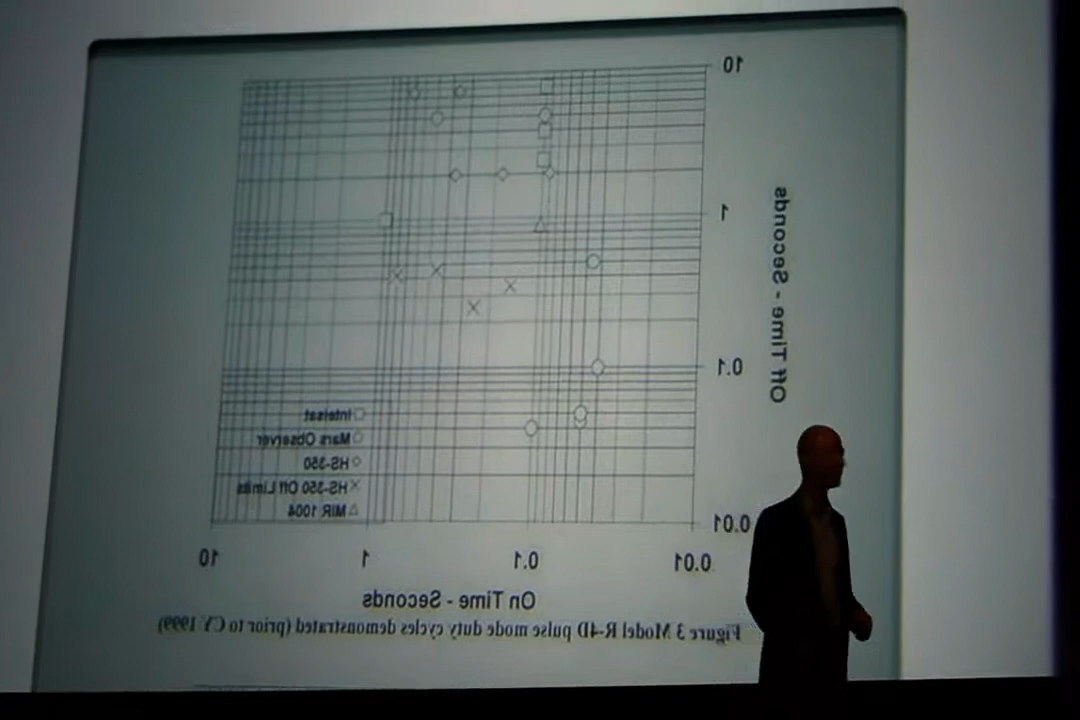 10
1
0.1
0.01
Off Time - Seconds
Intelsat
Mars Observer
HS-350
HS-350 Off Limits
MIR 1004
0.01
0.1
1
10
On Time - Seconds
Figure 3 Model R-4D pulse mode duty cycles demonstrated (prior to CY 1999)